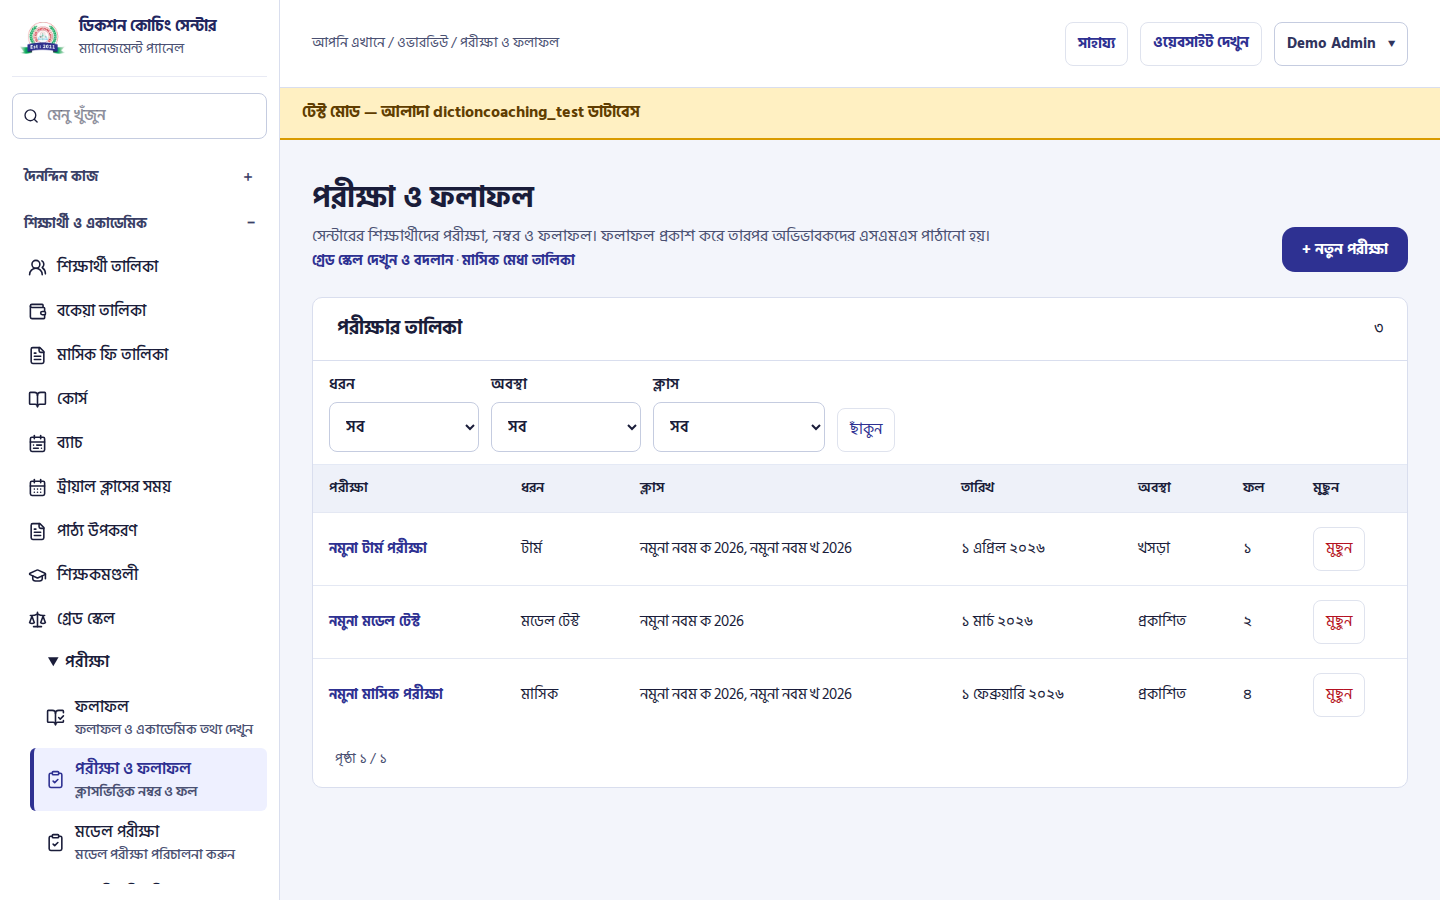 ডিকশন কোচিং সেন্টার
ম্যানেজমেন্ট প্যানেল
Est : 2011
মেনু খুঁজুন
দৈনন্দিন কাজ +
শিক্ষার্থী ও একাডেমিক −
শিক্ষার্থী তালিকা
বকেয়া তালিকা
মাসিক ফি তালিকা
কোর্স
ব্যাচ
ট্রায়াল ক্লাসের সময়
পাঠ্য উপকরণ
শিক্ষকমণ্ডলী
গ্রেড স্কেল
▼ পরীক্ষা
ফলাফল
ফলাফল ও একাডেমিক তথ্য দেখুন
পরীক্ষা ও ফলাফল
ক্লাসভিত্তিক নম্বর ও ফল
মডেল পরীক্ষা
মডেল পরীক্ষা পরিচালনা করুন
আপনি এখানে / ওভারভিউ / পরীক্ষা ও ফলাফল
সাহায্য
ওয়েবসাইট দেখুন
Demo Admin ▼
টেস্ট মোড — আলাদা dictioncoaching_test ডাটাবেস
পরীক্ষা ও ফলাফল
সেন্টারের শিক্ষার্থীদের পরীক্ষা, নম্বর ও ফলাফল। ফলাফল প্রকাশ করে তারপর অভিভাবকদের এসএমএস পাঠানো হয়।
গ্রেড স্কেল দেখুন ও বদলান · মাসিক মেধা তালিকা
+ নতুন পরীক্ষা
পরীক্ষার তালিকা ৩
ধরন অবস্থা ক্লাস
সব সব সব ছাঁকুন
পরীক্ষা ধরন ক্লাস তারিখ অবস্থা ফল মুছুন
নমুনা টার্ম পরীক্ষা টার্ম নমুনা নবম ক 2026, নমুনা নবম খ 2026 ১ এপ্রিল ২০২৬ খসড়া ১ মুছুন
নমুনা মডেল টেস্ট মডেল টেস্ট নমুনা নবম ক 2026 ১ মার্চ ২০২৬ প্রকাশিত ২ মুছুন
নমুনা মাসিক পরীক্ষা মাসিক নমুনা নবম ক 2026, নমুনা নবম খ 2026 ১ ফেব্রুয়ারি ২০২৬ প্রকাশিত ৪ মুছুন
পৃষ্ঠা ১ / ১